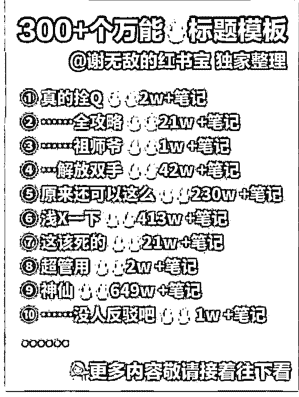 300+个万能标题模板
@谢无敌的红书宝 独家整理
①真的拴Q 2w+笔记
②……全攻略 21w+笔记
③……祖师爷 1w+笔记
④…解放双手 42w+笔记
⑤原来还可以这么 230w+笔记
⑥浅X一下 413w+笔记
⑦这该死的 21w+笔记
⑧超管用 2w+笔记
⑨神仙 649w+笔记
⑩……没人反驳吧 1w+笔记
……
更多内容敬请接着往下看